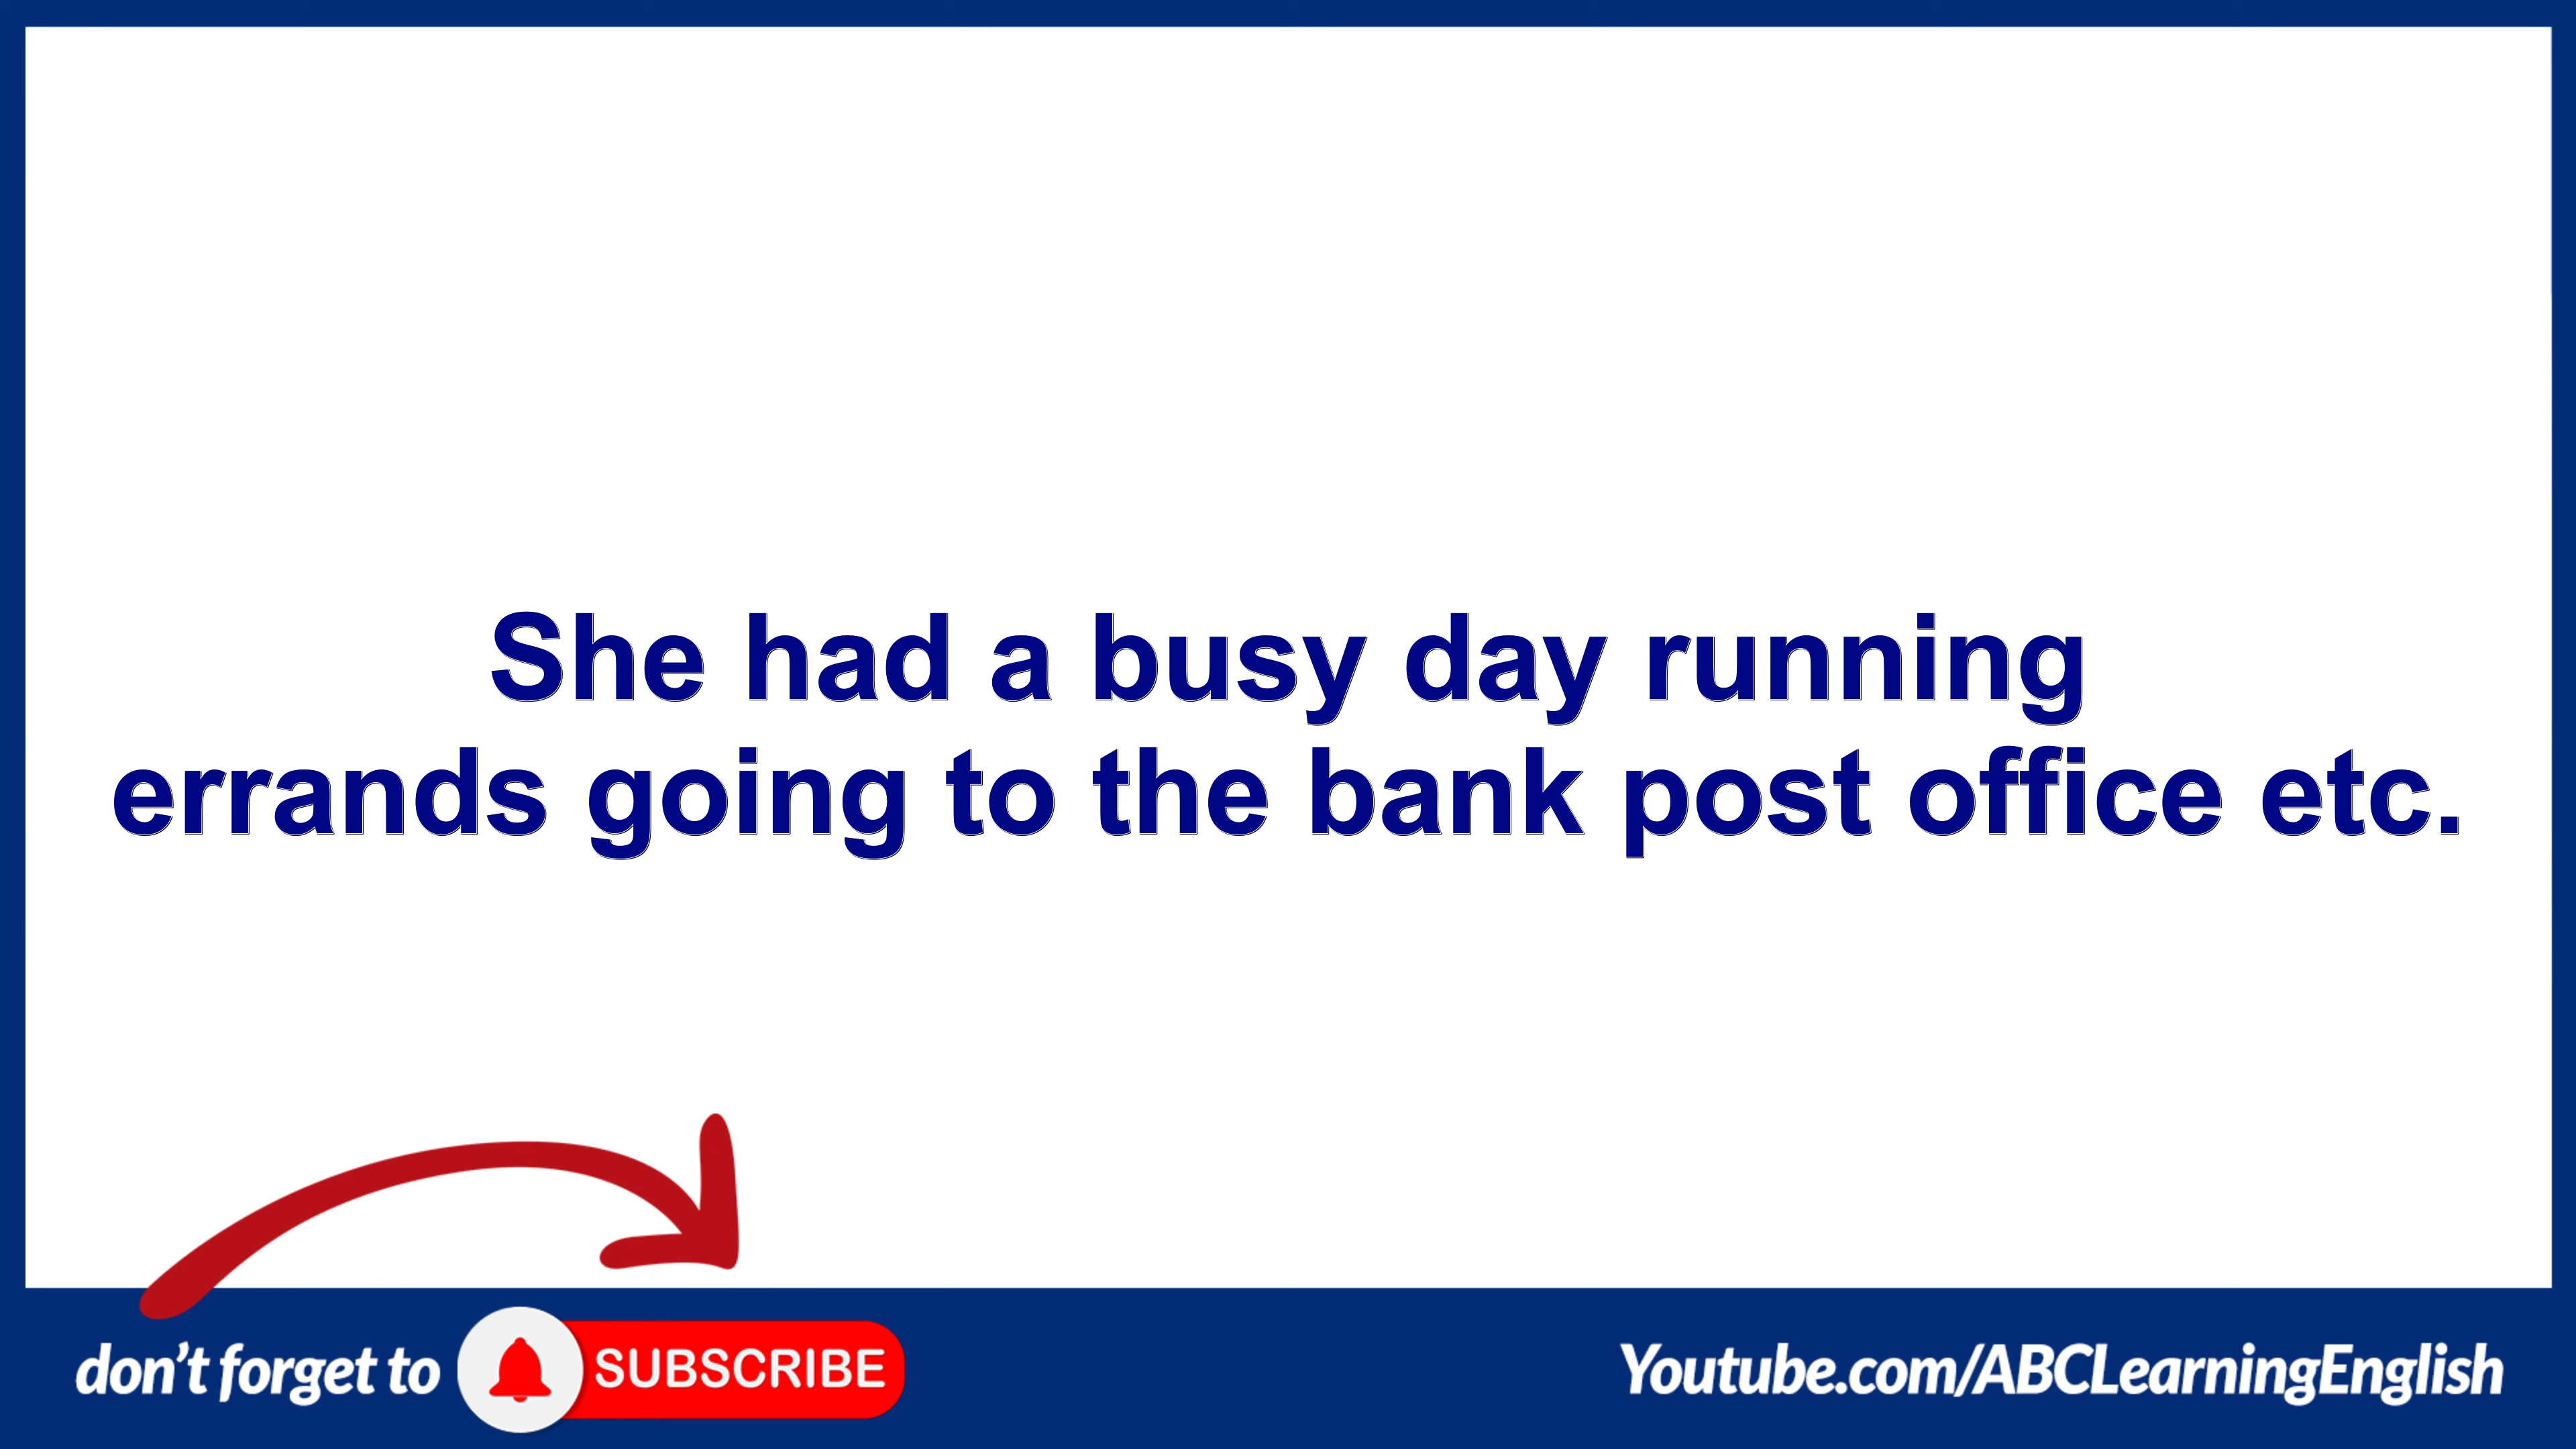 She had a busy day running
errands going to the bank post office etc.
don't forget to SUBSCRIBE
Youtube.com/ABCLearningEnglish